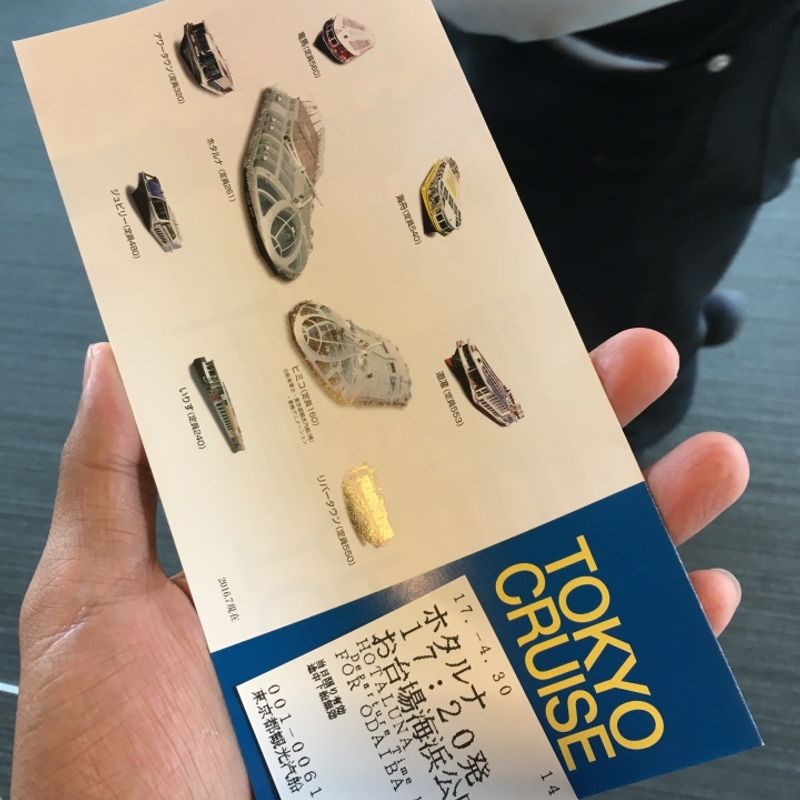 アワータウン(定員320)
竜馬(定員560)
ホタルナ(定員261)
ジュビリー(定員480)
海舟(定員540)
ヒミコ(定員160)
道灌(定員553)
いりす(定員240)
リバータウン(定員550)
2016.7現在
TOKYO
CRUISE
17.-4.30
14
ホタルナ
17:20発
お台場海浜公
HOTALUNA
Departure Time
FOR ODAIBA
当日限り有効
途中下船前途無効
001-0061
東京都観光汽船